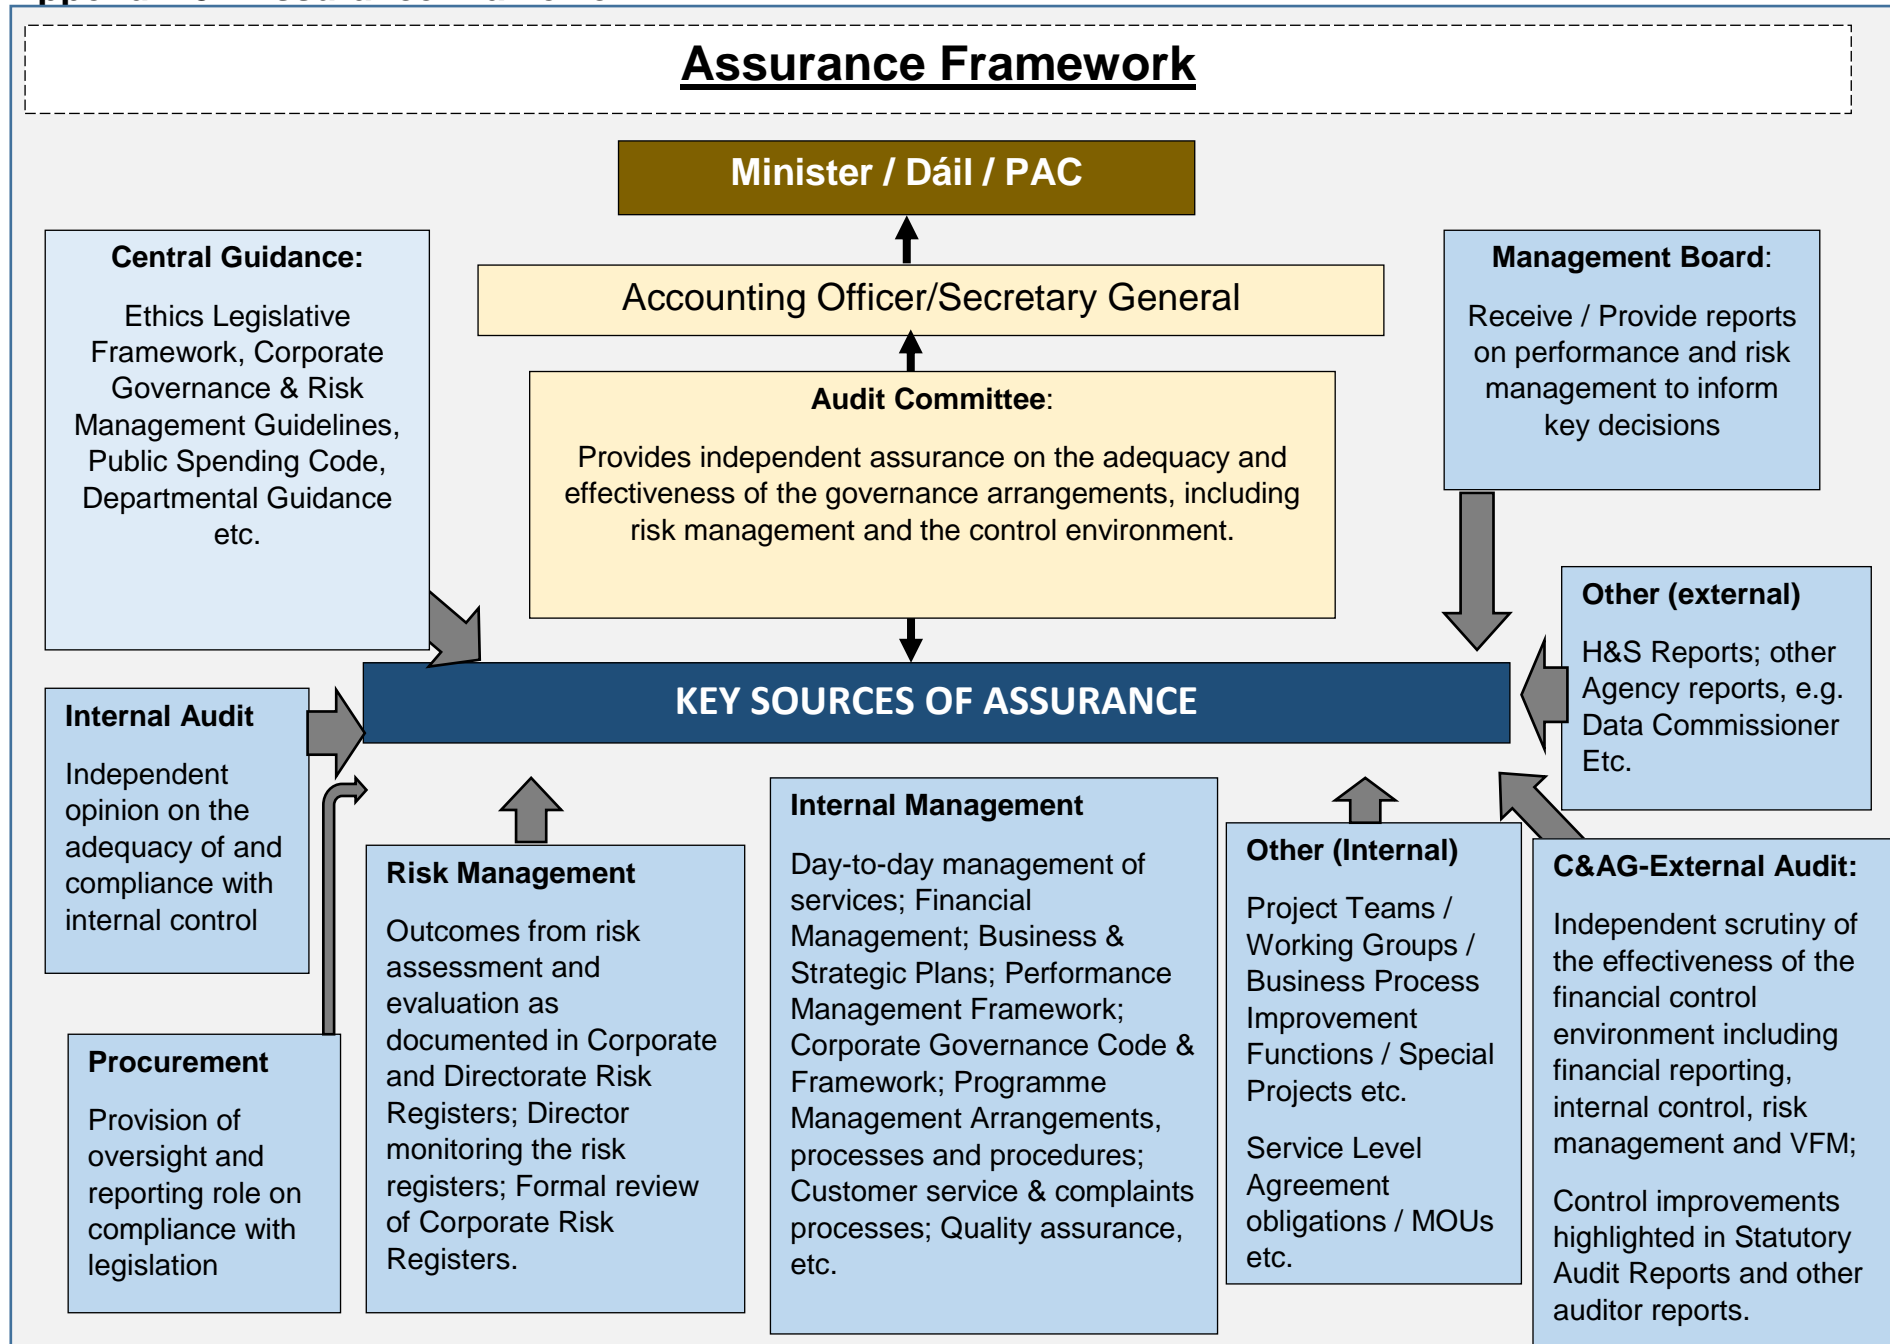 Assurance Framework
Minister / Dáil / PAC
Accounting Officer/Secretary General
Audit Committee:
Provides independent assurance on the adequacy and
effectiveness of the governance arrangements, including
risk management and the control environment.
Central Guidance:
Ethics Legislative
Framework, Corporate
Governance & Risk
Management Guidelines,
Public Spending Code,
Departmental Guidance
etc.
Management Board:
Receive / Provide reports
on performance and risk
management to inform
key decisions
Other (external)
H&S Reports; other
Agency reports, e.g.
Data Commissioner
Etc.
KEY SOURCES OF ASSURANCE
Internal Audit
Independent
opinion on the
adequacy of and
compliance with
internal control
Procurement
Provision of
oversight and
reporting role on
compliance with
legislation
Risk Management
Outcomes from risk
assessment and
evaluation as
documented in Corporate
and Directorate Risk
Registers; Director
monitoring the risk
registers; Formal review
of Corporate Risk
Registers.
Internal Management
Day-to-day management of
services; Financial
Management; Business &
Strategic Plans; Performance
Management Framework;
Corporate Governance Code &
Framework; Programme
Management Arrangements,
processes and procedures;
Customer service & complaints
processes; Quality assurance,
etc.
Other (Internal)
Project Teams /
Working Groups /
Business Process
Improvement
Functions / Special
Projects etc.
Service Level
Agreement
obligations / MOUs
etc.
C&AG-External Audit:
Independent scrutiny of
the effectiveness of the
financial control
environment including
financial reporting,
internal control, risk
management and VFM;
Control improvements
highlighted in Statutory
Audit Reports and other
auditor reports.